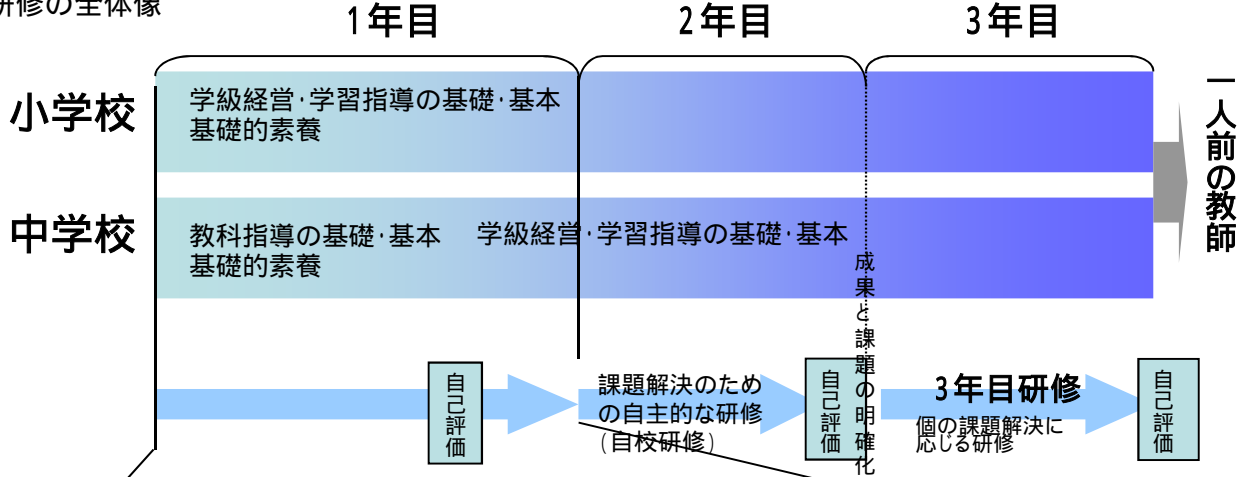 研修の全体像
1年目
2年目
3年目
小学校
学級経営･学習指導の基礎･基本
基礎的素養
中学校
教科指導の基礎･基本
基礎的素養
学級経営･学習指導の基礎･基本
一人前の教師
成果と課題の明確化
自己評価
課題解決のため
の自主的な研修
(自校研修)
自己評価
3年目研修
個の課題解決に
応じる研修
自己評価